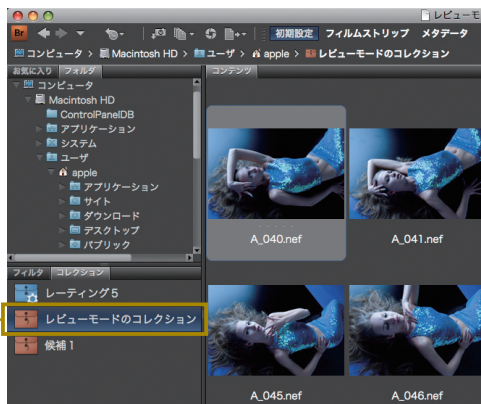 レビューモ
Br
初期設定 フィルムストリップ メタデータ
コンピュータ > Macintosh HD > ユーザ > apple > レビューモードのコレクション
お気に入り フォルダ
コンテンツ
コンピュータ
Macintosh HD
ControlPanelDB
アプリケーション
システム
ユーザ
apple
アプリケーション
サイト
ダウンロード
デスクトップ
パブリック
フィルタ コレクション
レーティング 5
レビューモードのコレクション
候補 1
A_040.nef A_041.nef
A_045.nef A_046.nef